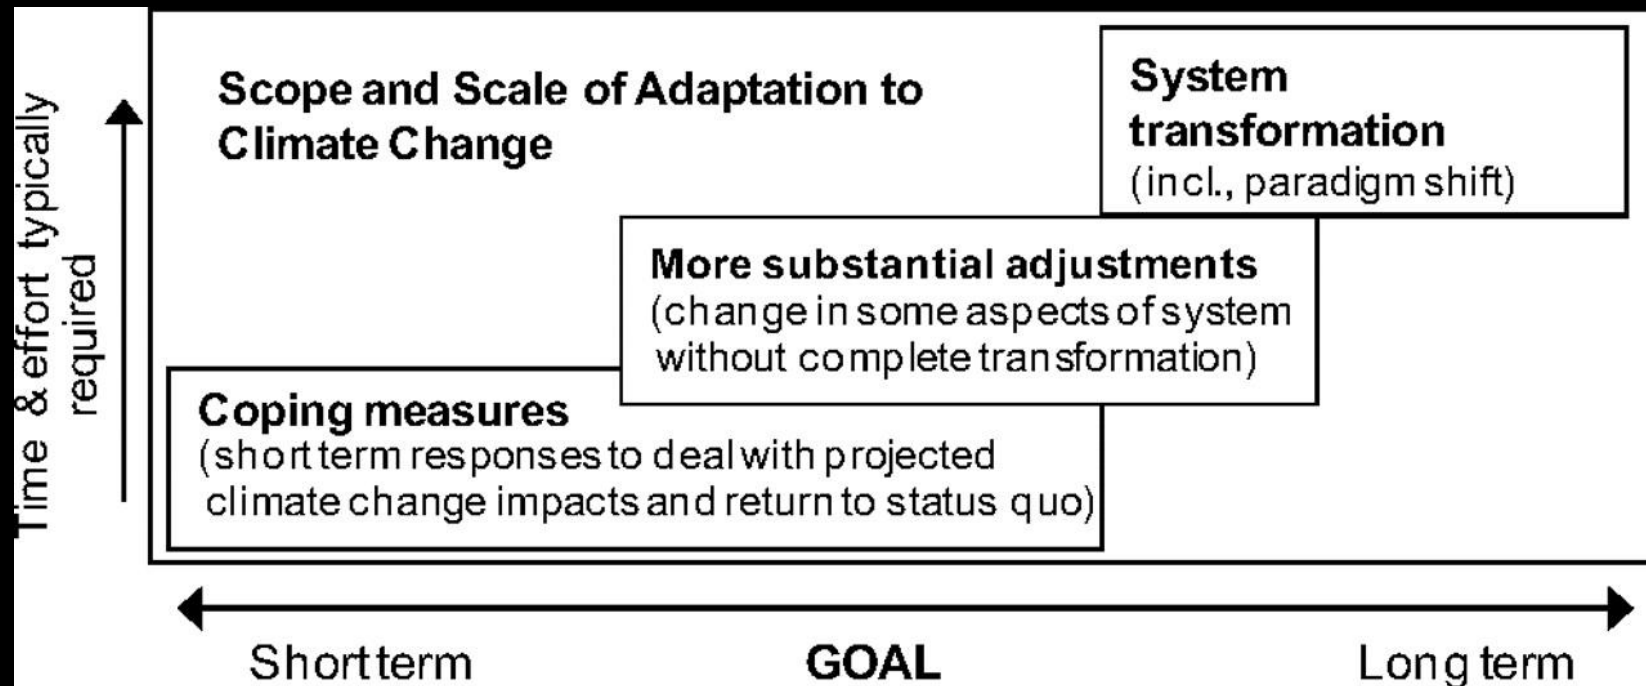 Scope and Scale of Adaptation to
Climate Change
System
transformation
(incl., paradigm shift)
More substantial adjustments
(change in some aspects of system
without complete transformation)
Coping measures
(short term responses to deal with projected
climate change impacts and return to status quo)
Time & effort typically
required
Short term GOAL Long term